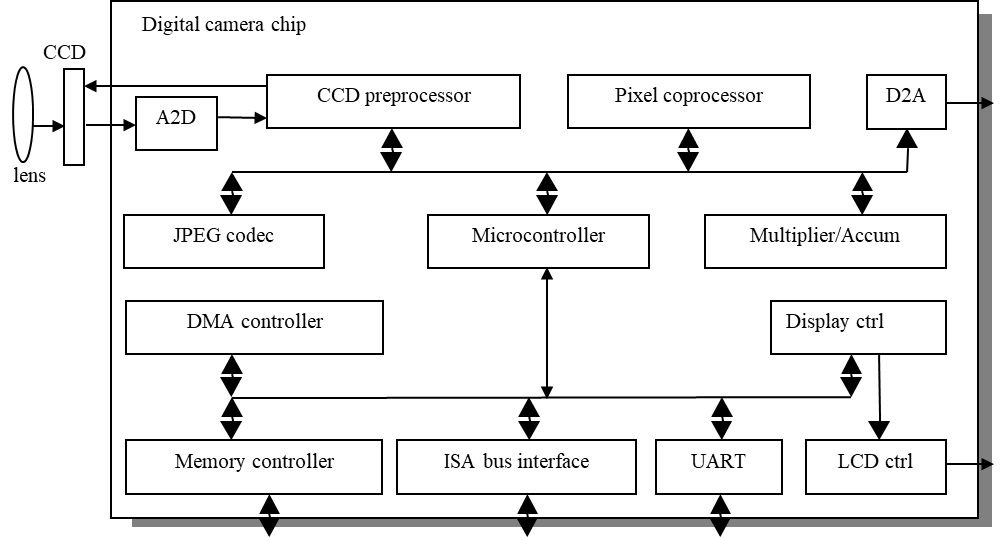 Digital camera chip
CCD
CCD preprocessor
Pixel coprocessor
D2A
A2D
lens
JPEG codec
Microcontroller
Multiplier/Accum
DMA controller
Display ctrl
Memory controller
ISA bus interface
UART
LCD ctrl